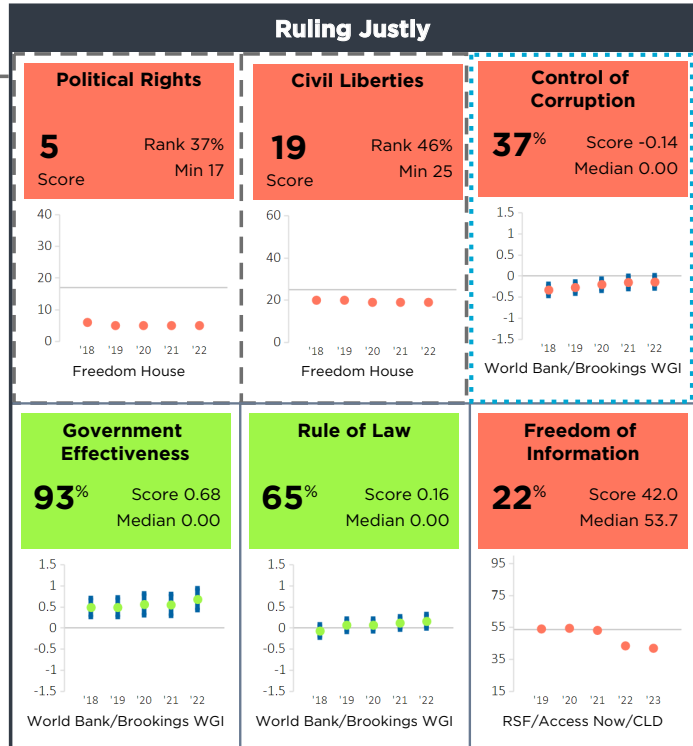 Ruling Justly
Political Rights
5
Score
Rank 37%
Min 17
40
30
20
10
0
'18 '19 '20 '21 '22
Freedom House
Civil Liberties
19
Score
Rank 46%
Min 25
60
40
20
0
'18 '19 '20 '21 '22
Freedom House
Control of
Corruption
37%
Score -0.14
Median 0.00
1.5
1
0.5
0
-0.5
-1
-1.5
'18 '19 '20 '21 '22
World Bank/Brookings WGI
Government
Effectiveness
93%
Score 0.68
Median 0.00
1.5
1
0.5
0
-0.5
-1
-1.5
'18 '19 '20 '21 '22
World Bank/Brookings WGI
Rule of Law
65%
Score 0.16
Median 0.00
1.5
1
0.5
0
-0.5
-1
-1.5
'18 '19 '20 '21 '22
World Bank/Brookings WGI
Freedom of
Information
22%
Score 42.0
Median 53.7
95
75
55
35
15
'19 '20 '21 '22 '23
RSF/Access Now/CLD